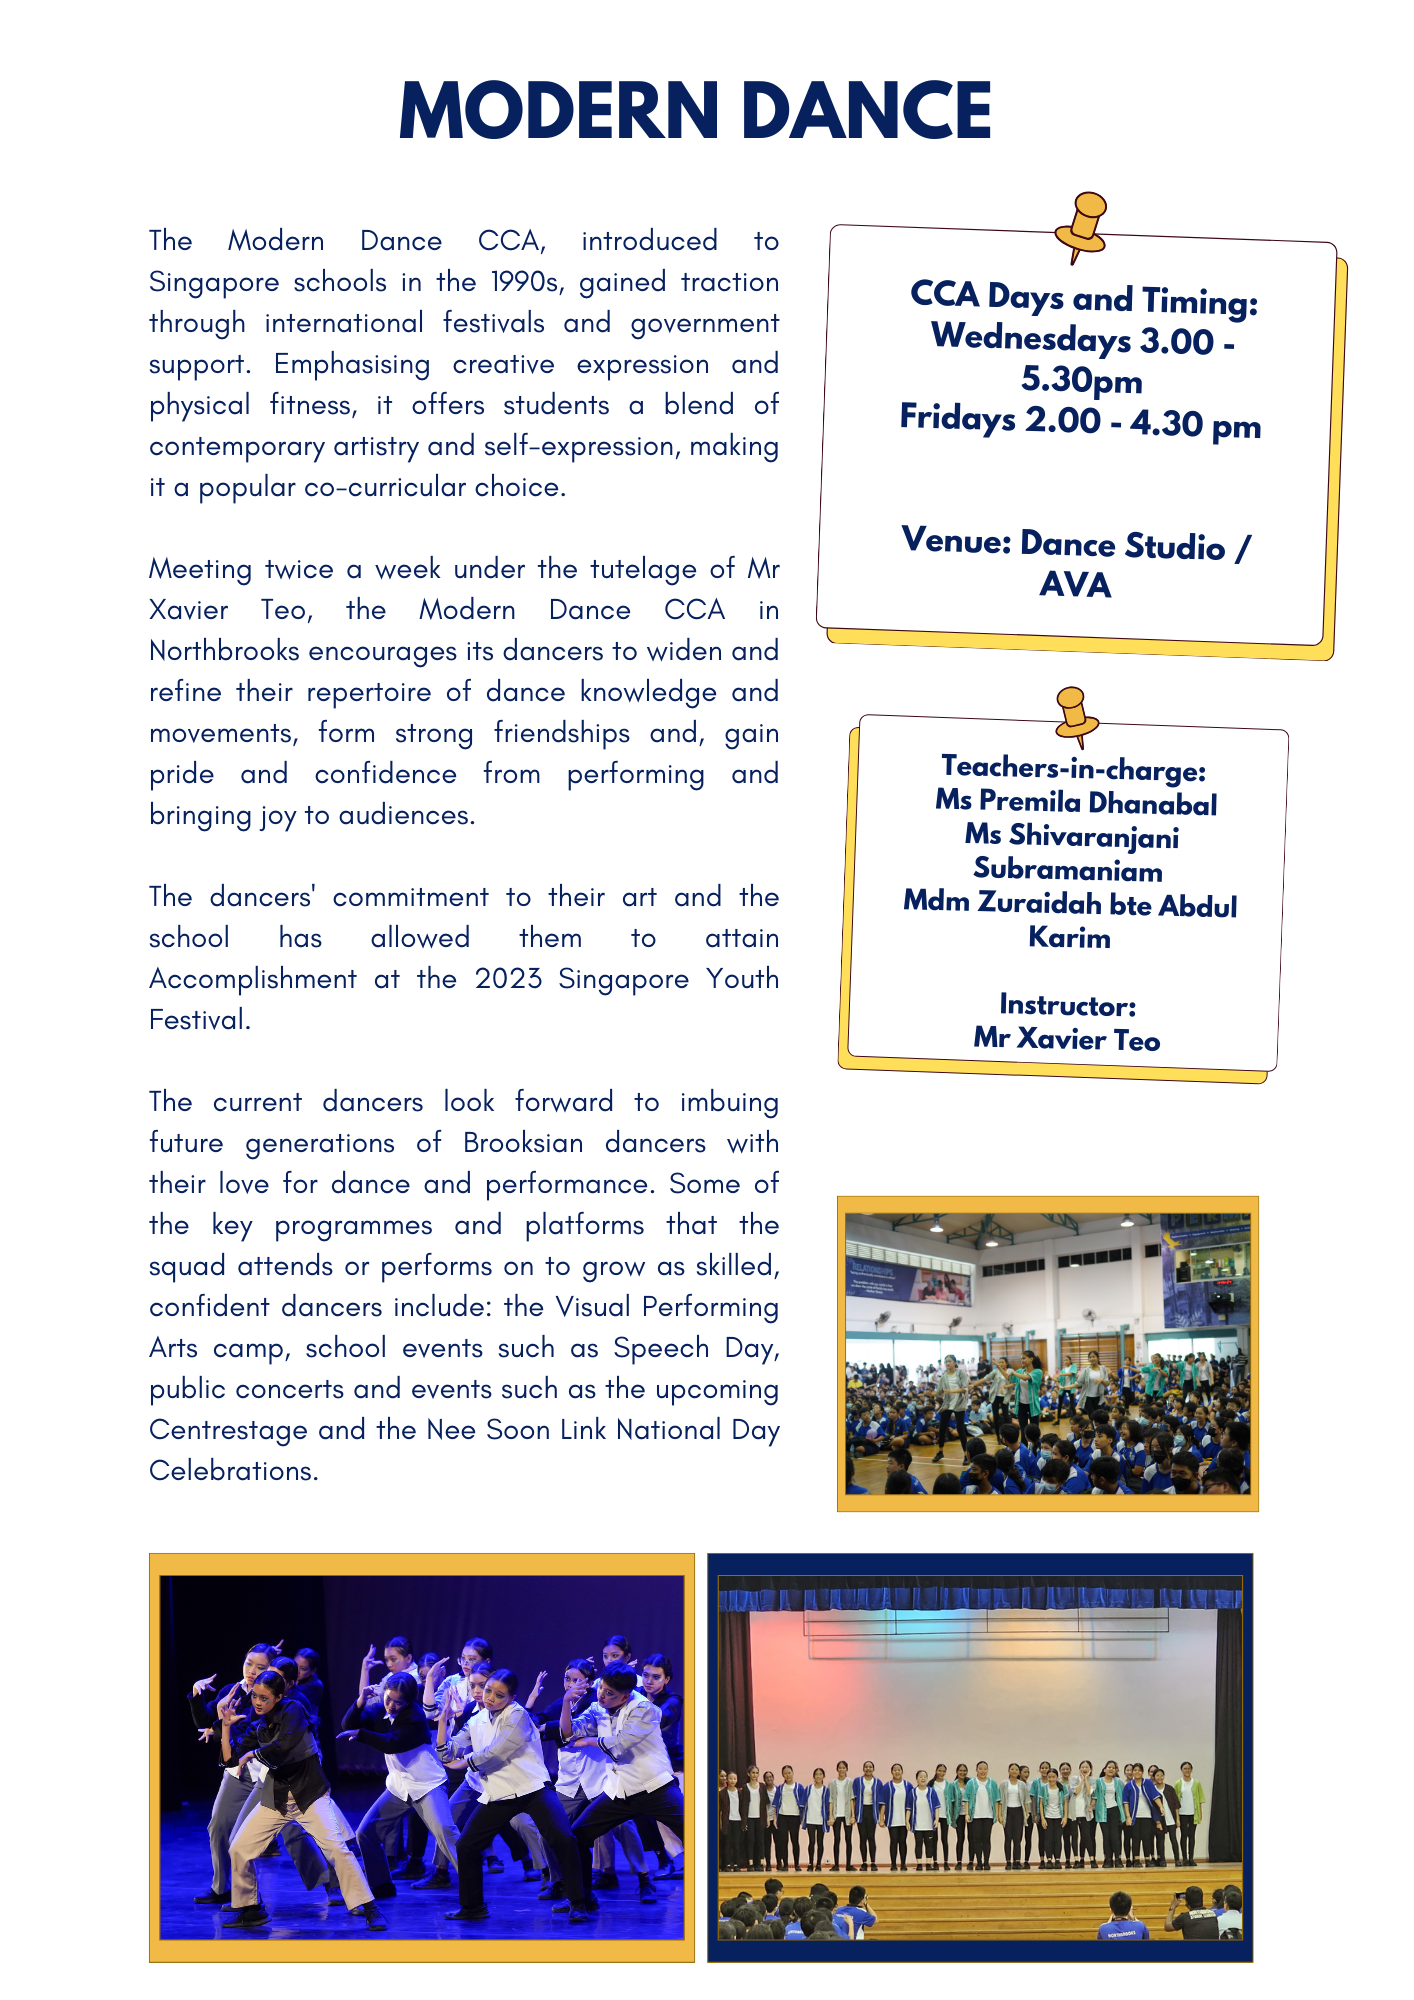 MODERN DANCE
The Modern Dance CCA, introduced to
Singapore schools in the 1990s, gained traction
through international festivals and government
support. Emphasising creative expression and
physical fitness, it offers students a blend of
contemporary artistry and self-expression, making
it a popular co-curricular choice.
Meeting twice a week under the tutelage of Mr
Xavier Teo, the Modern Dance CCA in
Northbrooks encourages its dancers to widen and
refine their repertoire of dance knowledge and
movements, form strong friendships and, gain
pride and confidence from performing and
bringing joy to audiences.
The dancers' commitment to their art and the
school has allowed them to attain
Accomplishment at the 2023 Singapore Youth
Festival.
The current dancers look forward to imbuing
future generations of Brooksian dancers with
their love for dance and performance. Some of
the key programmes and platforms that the
squad attends or performs on to grow as skilled,
confident dancers include: the Visual Performing
Arts camp, school events such as Speech Day,
public concerts and events such as the upcoming
Centrestage and the Nee Soon Link National Day
Celebrations.
CCA Days and Timing:
Wednesdays 3.00 -
5.30pm
Fridays 2.00 - 4.30 pm
Venue: Dance Studio /
AVA
Teachers-in-charge:
Ms Premila Dhanabal
Ms Shivaranjani
Subramaniam
Mdm Zuraidah bte Abdul
Karim
Instructor:
Mr Xavier Teo
RELATIONSHIPS